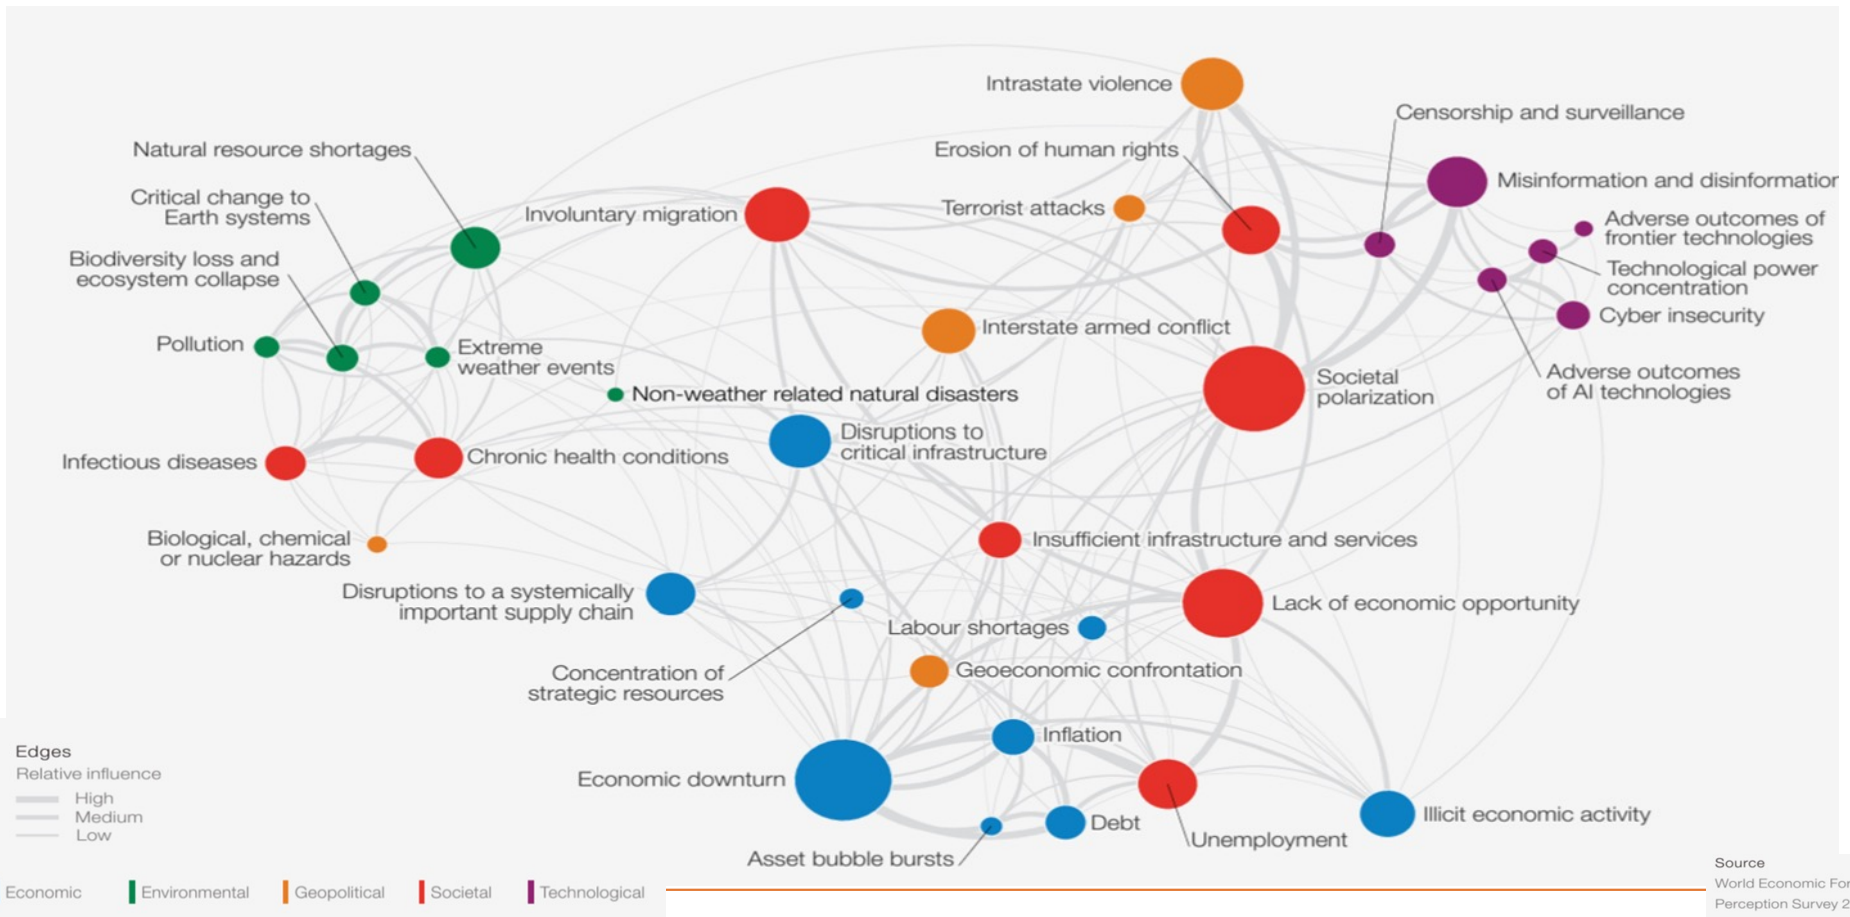 Intrastate violence
Censorship and surveillance
Natural resource shortages
Erosion of human rights
Misinformation and disinformation
Critical change to
Earth systems
Involuntary migration
Terrorist attacks
Adverse outcomes of
frontier technologies
Biodiversity loss and
ecosystem collapse
Technological power
concentration
Pollution
Extreme
weather events
Interstate armed conflict
Cyber insecurity
Societal
polarization
Adverse outcomes
of AI technologies
Non-weather related natural disasters
Disruptions to
critical infrastructure
Infectious diseases
Chronic health conditions
Biological, chemical
or nuclear hazards
Insufficient infrastructure and services
Disruptions to a systemically
important supply chain
Lack of economic opportunity
Labour shortages
Concentration of
strategic resources
Geoeconomic confrontation
Inflation
Economic downturn
Debt
Illicit economic activity
Unemployment
Asset bubble bursts
Edges
Relative influence
High
Medium
Low
Economic
Environmental
Geopolitical
Societal
Technological
Source
World Economic For
Perception Survey 2